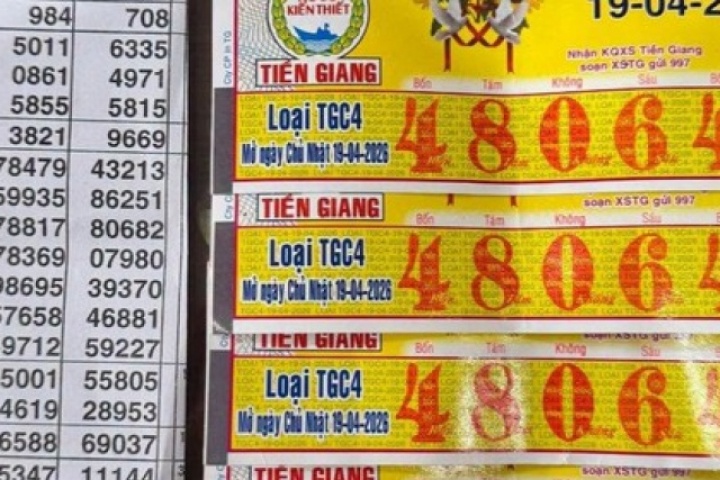 984 708
5011 6335
0861 4971
5855 5815
3821 9669
78479 43213
59935 86251
78817 80682
78369 07980
98695 39370
57658 46881
9712 59227
5001 55805
4619 28953
6588 69037
5347 11144
KIẾN THIẾT
19-04-2
Nhận KQXS Tiền Giang
soạn XSTG gửi 997
TIỀN GIANG
Bốn Tám Không Sáu
Loại TGC4
Mở ngày Chủ Nhật 19-04-2026
4 8 0 6 4
soạn XSTG gửi 997
TIỀN GIANG
Bốn Tám Không Sáu
Loại TGC4
Mở ngày Chủ Nhật 19-04-2026
4 8 0 6 4
TIỀN GIANG
Bốn Tám Không Sáu
Loại TGC4
Mở ngày Chủ Nhật 19-04-2026
4 8 0 6 4
soạn XSTG gửi 997
TIỀN GIANG